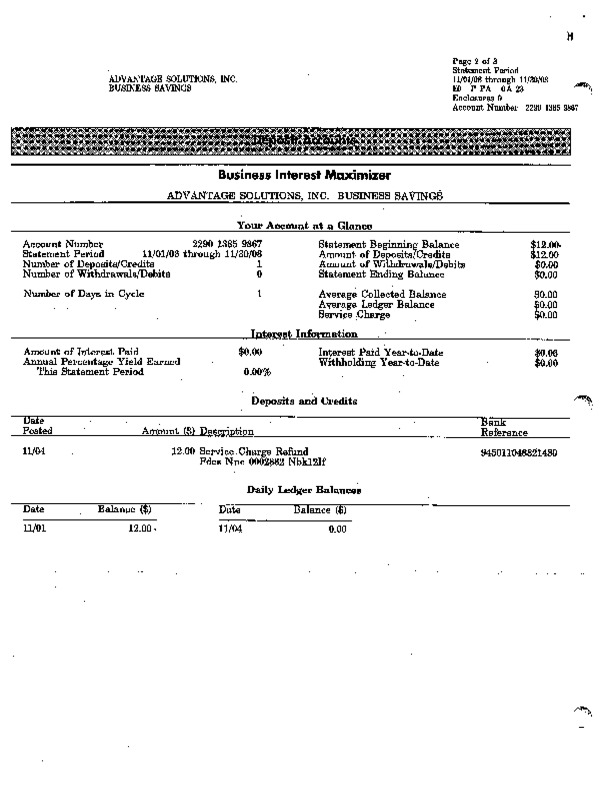 H
Page 2 of 3
Statement Period
11/01/03 through 11/30/03
E0 P PA 0A 23
Enclosures 0
Account Number 2290 1385 9867
ADVANTAGE SOLUTIONS, INC.
BUSINESS SAVINGS
Deposit Accounts
Business Interest Maximizer
ADVANTAGE SOLUTIONS, INC. BUSINESS SAVINGS
Your Account at a Glance
Account Number 2290 1385 9867 Statement Beginning Balance $12.00-
Statement Period 11/01/03 through 11/30/03 Amount of Deposits/Credits $12.00
Number of Deposits/Credits 1 Amount of Withdrawals/Debits $0.00
Number of Withdrawals/Debits 0 Statement Ending Balance $0.00
Number of Days in Cycle 1 Average Collected Balance $0.00
Average Ledger Balance $0.00
Service Charge $0.00
Interest Information
Amount of Interest Paid $0.00 Interest Paid Year-to-Date $0.06
Annual Percentage Yield Earned Withholding Year-to-Date $0.00
This Statement Period 0.00%
Deposits and Credits
Date Bank
Posted Amount ($) Description Reference
11/04 12.00 Service Charge Refund 945011048821480
Fdes Nnc 0002882 Nbk12lf
Daily Ledger Balances
Date Balance ($) Date Balance ($)
11/01 12.00 - 11/04 0.00